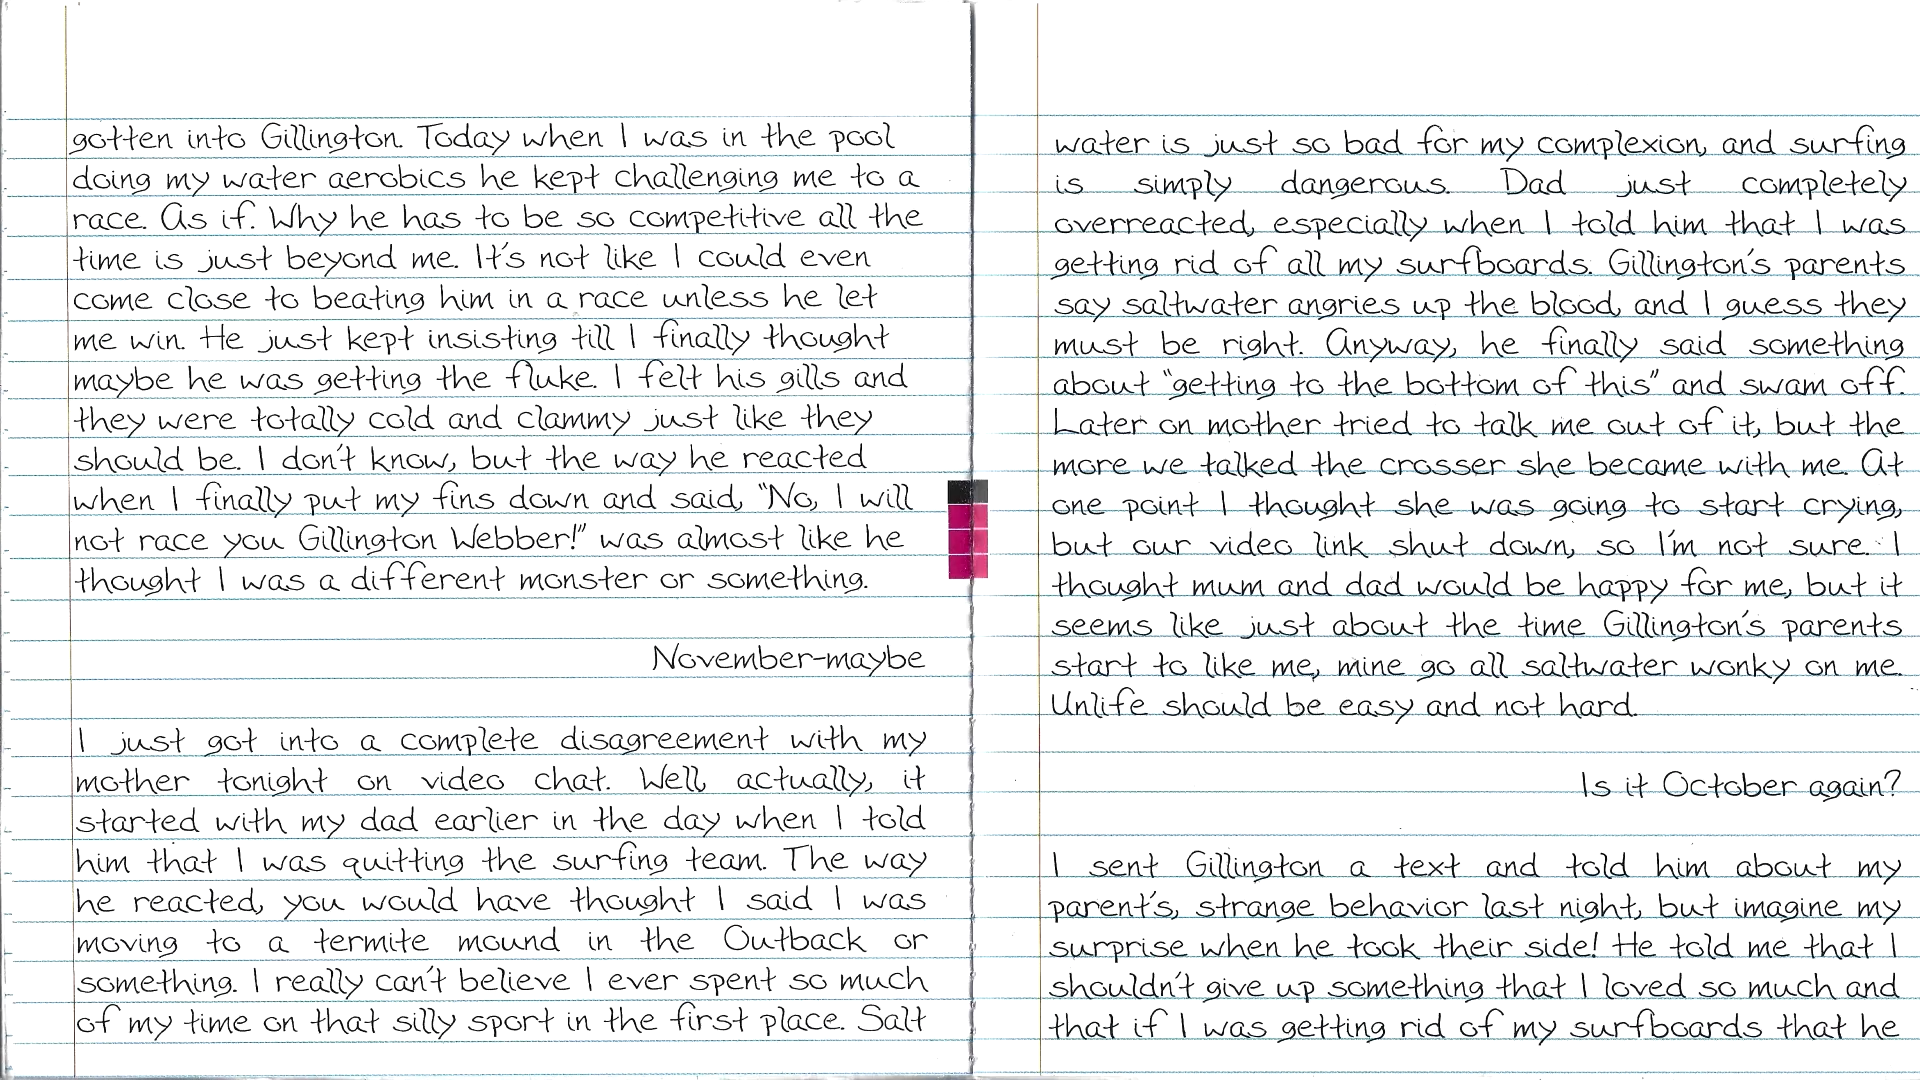 gotten into Gillington. Today when I was in the pool
doing my water aerobics he kept challenging me to a
race. As if. Why he has to be so competitive all the
time is just beyond me. It's not like I could even
come close to beating him in a race unless he let
me win. He just kept insisting till I finally thought
maybe he was getting the fluke. I felt his gills and
they were totally cold and clammy just like they
should be. I don't know, but the way he reacted
when I finally put my fins down and said, "No, I will
not race you Gillington Webber!" was almost like he
thought I was a different monster or something.
November-maybe
I just got into a complete disagreement with my
mother tonight on video chat. Well, actually, it
started with my dad earlier in the day when I told
him that I was quitting the surfing team. The way
he reacted, you would have thought I said I was
moving to a termite mound in the Outback or
something. I really can't believe I ever spent so much
of my time on that silly sport in the first place. Salt
water is just so bad for my complexion, and surfing
is simply dangerous. Dad just completely
overreacted, especially when I told him that I was
getting rid of all my surfboards. Gillington's parents
say saltwater angries up the blood, and I guess they
must be right. Anyway, he finally said something
about "getting to the bottom of this" and swam off.
Later on mother tried to talk me out of it, but the
more we talked the crosser she became with me. At
one point I thought she was going to start crying,
but our video link shut down, so I'm not sure. I
thought mum and dad would be happy for me, but it
seems like just about the time Gillington's parents
start to like me, mine go all saltwater wonky on me.
Unlife should be easy and not hard.
Is it October again?
I sent Gillington a text and told him about my
parent's, strange behavior last night, but imagine my
surprise when he took their side! He told me that I
shouldn't give up something that I loved so much and
that if I was getting rid of my surfboards that he